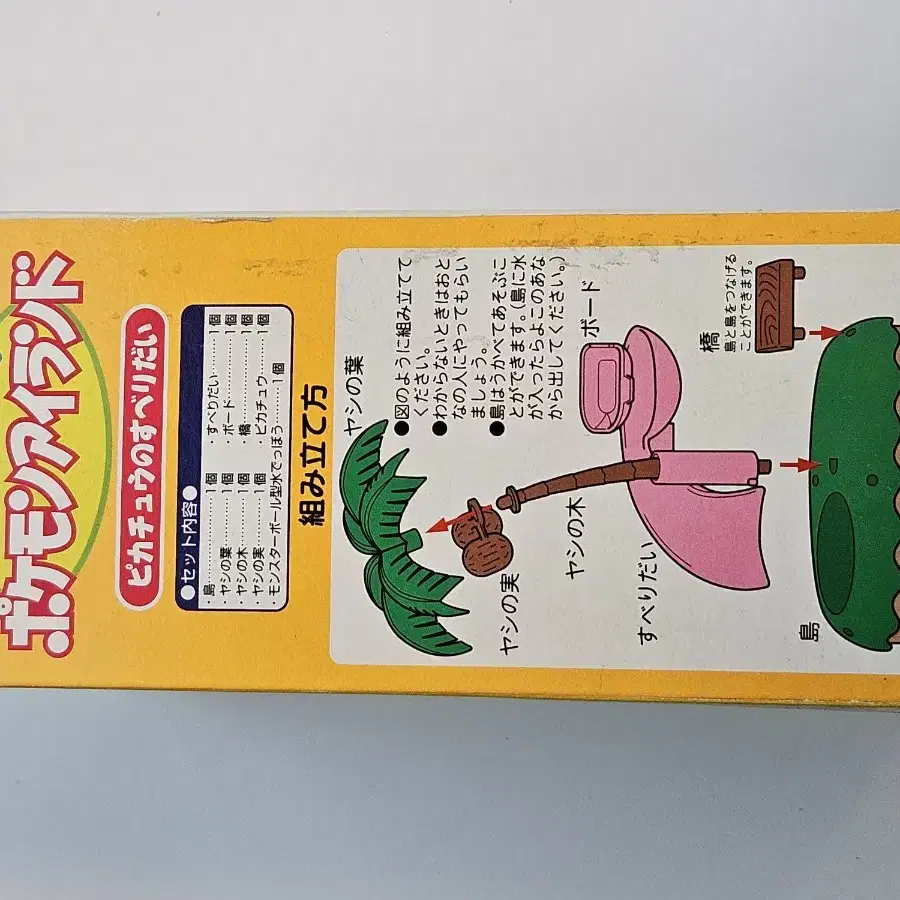 ポケモンアイランド
ピカチュウのすべりだい
●セット内容●
・島…………1個
・ヤシの葉………1個
・ヤシの木………1個
・ヤシの実………1個
・すべりだい………1個
・ボード…………1個
・橋…………1個
・ピカチュウ………1個
・モンスターボール型水でっぽう………1個
組み立て方
ヤシの葉
●図のように組み立てて
ください。
●わからないときはおと
なの人にやってもらい
ましょう。
●島はうかべてあそぶこ
とができます。(島に水
が入ったらよこのあな
から出してください。)
ヤシの実
ヤシの木
ボード
すべりだい
橋
島と島をつなげる
ことができます。
島